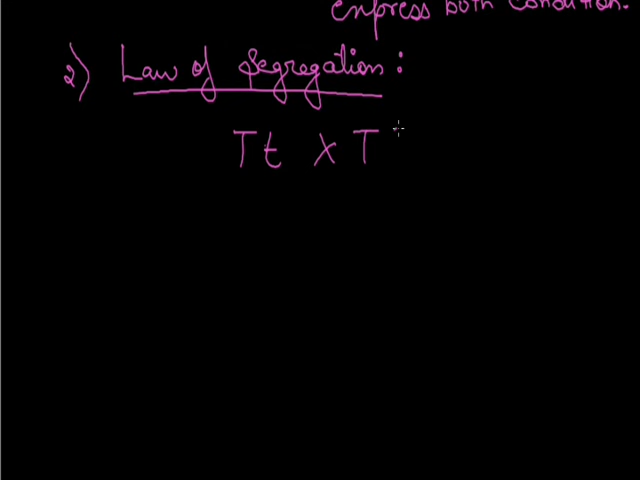 express both condition.
2) Law of Segregation:
Tt x T